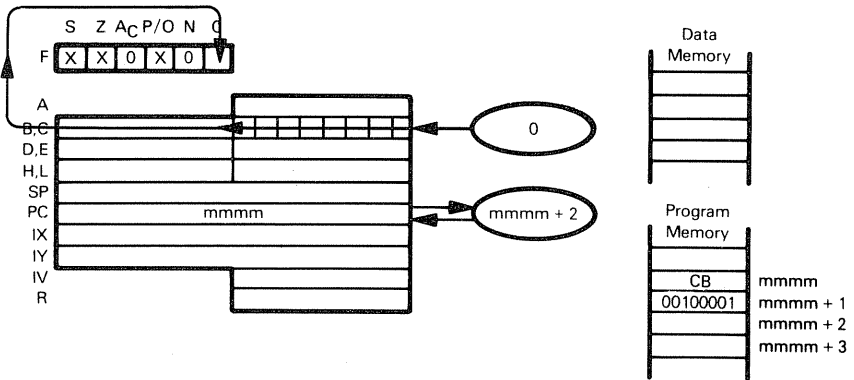 S Z AC P/O N C
F X X 0 X 0
A
B,C
D,E
H,L
SP
PC
IX
IY
IV
R
mmmm
0
mmmm + 2
Data
Memory
Program
Memory
CB mmmm
00100001 mmmm + 1
mmmm + 2
mmmm + 3